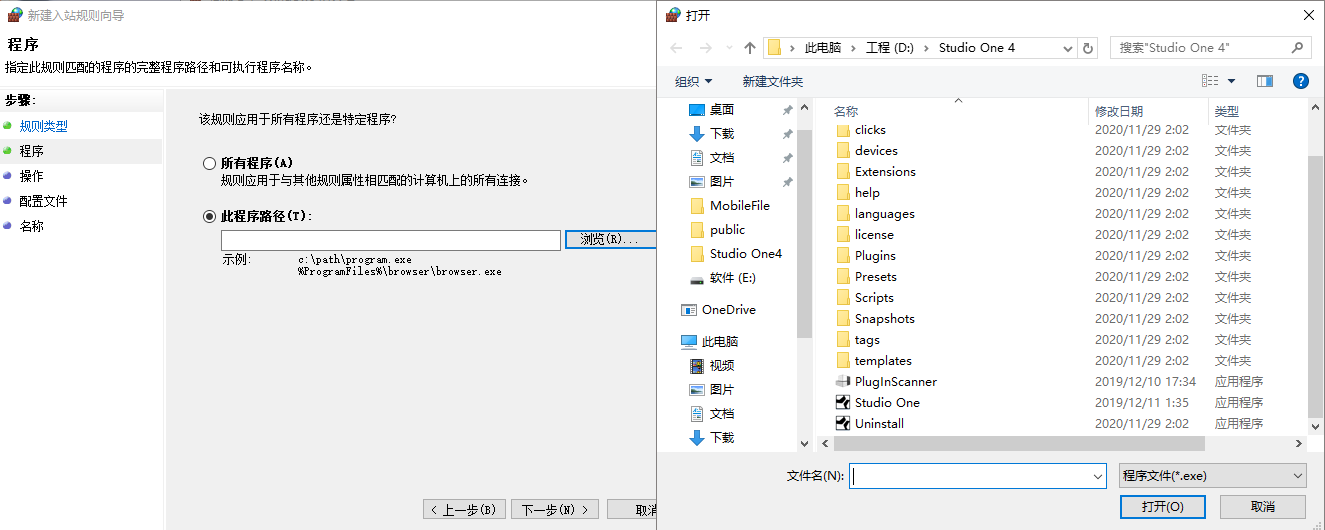 新建入站规则向导
程序
指定此规则匹配的程序的完整程序路径和可执行程序名称。
步骤:
规则类型
程序
操作
配置文件
名称
该规则应用于所有程序还是特定程序?
所有程序(A)
规则应用于与其他规则属性相匹配的计算机上的所有连接。
此程序路径(T):
浏览(R)...
示例:
c:\path\program.exe
%ProgramFiles%\browser\browser.exe
< 上一步(B)
下一步(N) >
打开
此电脑 > 工程 (D:) > Studio One 4
搜索"Studio One 4"
组织
新建文件夹
桌面
下载
文档
图片
MobileFile
public
Studio One4
软件 (E:)
OneDrive
此电脑
视频
图片
文档
下载
名称 修改日期 类型
clicks 2020/11/29 2:02 文件夹
devices 2020/11/29 2:02 文件夹
Extensions 2020/11/29 2:02 文件夹
help 2020/11/29 2:02 文件夹
languages 2020/11/29 2:02 文件夹
license 2020/11/29 2:02 文件夹
Plugins 2020/11/29 2:02 文件夹
Presets 2020/11/29 2:02 文件夹
Scripts 2020/11/29 2:02 文件夹
Snapshots 2020/11/29 2:02 文件夹
tags 2020/11/29 2:02 文件夹
templates 2020/11/29 2:02 文件夹
PlugInScanner 2019/12/10 17:34 应用程序
Studio One 2019/12/11 1:35 应用程序
Uninstall 2020/11/29 2:02 应用程序
文件名(N):
程序文件(*.exe)
打开(O)
取消